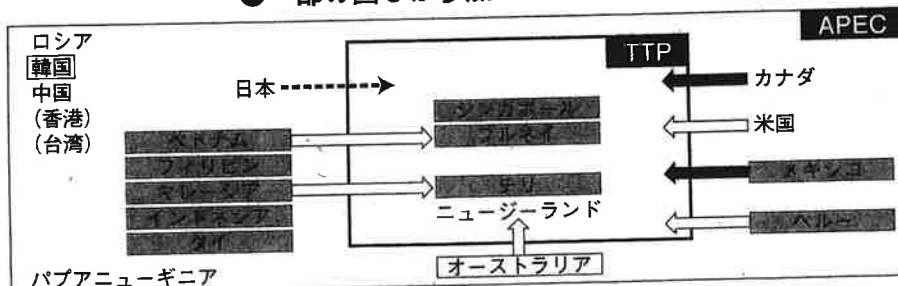 APEC
ロシア
韓国
中国
(香港)
(台湾)
日本
TTP
カナダ
米国
シンガポール
ブルネイ
ベトナム
フィリピン
マレーシア
インドネシア
タイ
チリ
ニュージーランド
メキシコ
ペルー
オーストラリア
パプアニューギニア